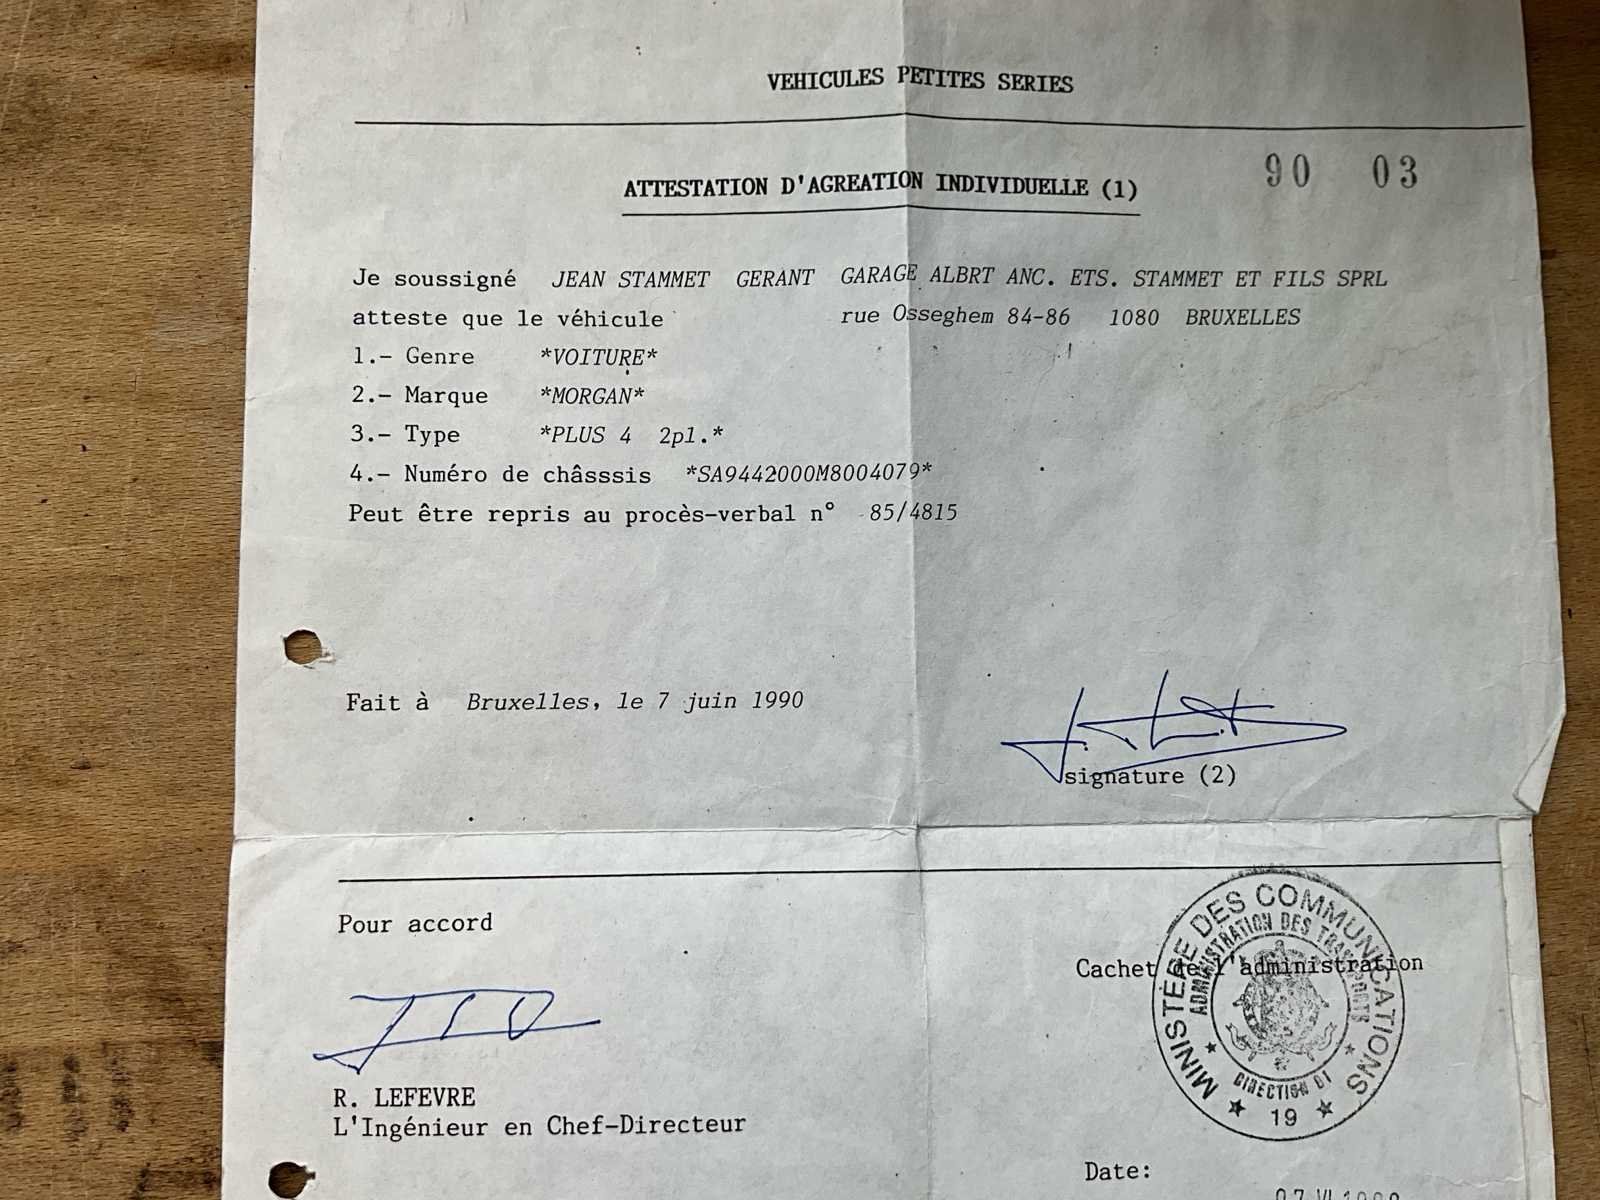 VEHICULES PETITES SERIES
ATTESTATION D'AGREATION INDIVIDUELLE (1)
90 03
Je soussigné JEAN STAMMET GERANT GARAGE ALBRT ANC. ETS. STAMMET ET FILS SPRL
atteste que le véhicule rue Osseghem 84-86 1080 BRUXELLES
1.- Genre *VOITURE*
2.- Marque *MORGAN*
3.- Type *PLUS 4 2pl.*
4.- Numéro de châsssis *SA9442000M8004079*
Peut être repris au procès-verbal n° 85/4815
Fait à Bruxelles, le 7 juin 1990
signature (2)
Pour accord
Cachet de l'administration
MINISTÈRE DES COMMUNICATIONS
ADMINISTRATION DES TRANSPORTS
DIRECTION D1
★ 19 ★
R. LEFEVRE
L'Ingénieur en Chef-Directeur
Date: